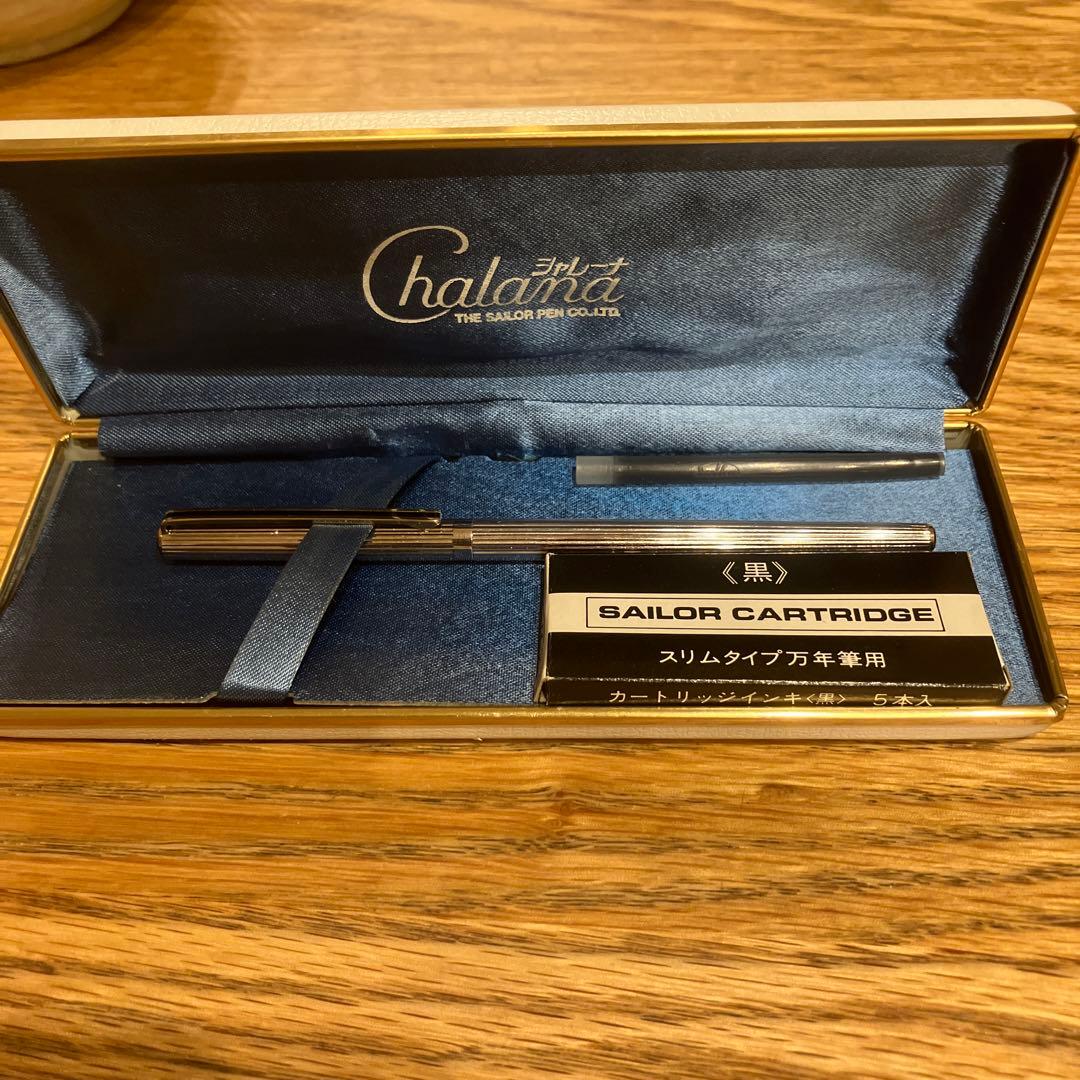 シャレーナ
Chalana
THE SAILOR PEN CO., LTD.
《黒》
SAILOR CARTRIDGE
スリムタイプ万年筆用
カートリッジインキ〈黒〉 5本入